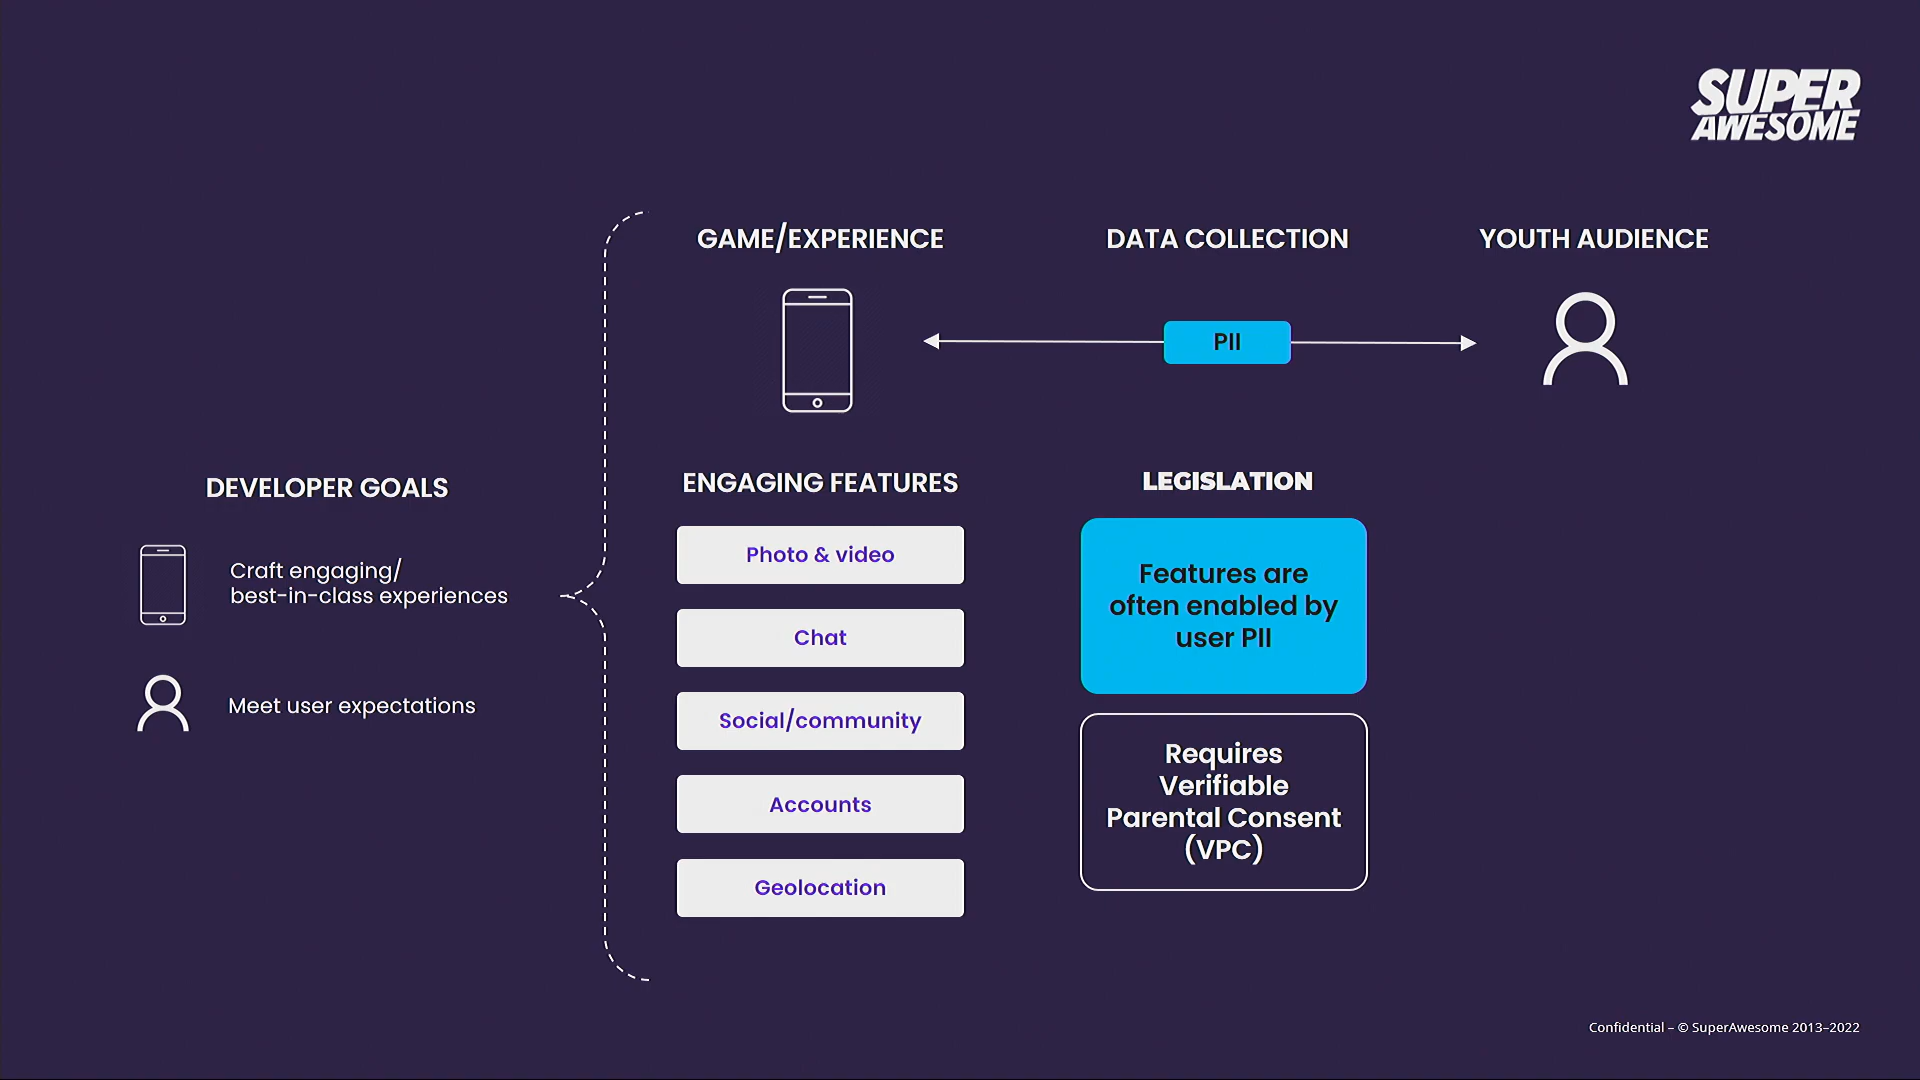 SUPER
AWESOME
GAME/EXPERIENCE
DATA COLLECTION
YOUTH AUDIENCE
PII
DEVELOPER GOALS
Craft engaging/
best-in-class experiences
Meet user expectations
ENGAGING FEATURES
Photo & video
Chat
Social/community
Accounts
Geolocation
LEGISLATION
Features are
often enabled by
user PII
Requires
Verifiable
Parental Consent
(VPC)
Confidential – © SuperAwesome 2013–2022